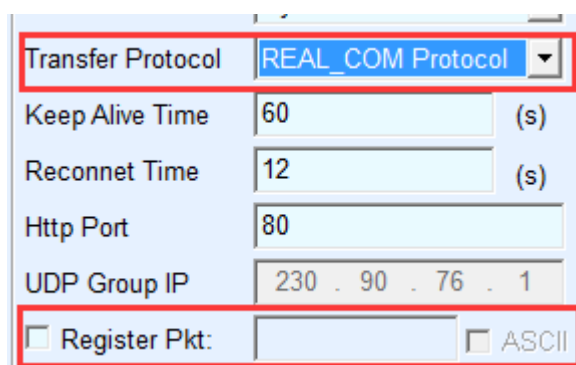 Transfer Protocol REAL_COM Protocol
Keep Alive Time 60 (s)
Reconnet Time 12 (s)
Http Port 80
UDP Group IP 230 . 90 . 76 . 1
Register Pkt: ASCII